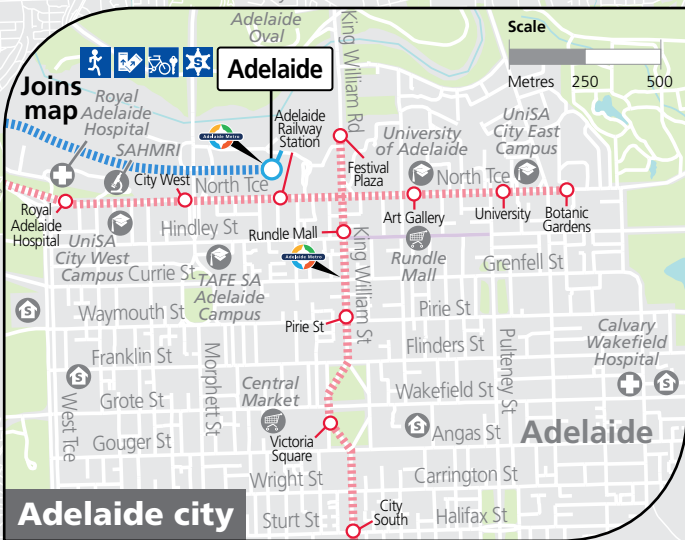 Adelaide
Oval
King William Rd
Scale
Metres 250 500
Adelaide
Joins
map
Royal
Adelaide
Hospital
SAHMRI
Adelaide Metro
Adelaide
Railway
Station
University
of Adelaide
UniSA
City East
Campus
Festival
Plaza
City West
North Tce
North Tce
Royal
Adelaide
Hospital
Art Gallery
University
Botanic
Gardens
Hindley St
Rundle Mall
UniSA
City West
Campus
Currie St
TAFE SA
Adelaide
Campus
Adelaide Metro
King William St
Rundle
Mall
Grenfell St
Waymouth St
Pirie St
Pirie St
Franklin St
Flinders St
Pulteney St
Calvary
Wakefield
Hospital
Morphett St
West Tce
Grote St
Central
Market
Wakefield St
Gouger St
Victoria
Square
Angas St
Adelaide
Wright St
Carrington St
Adelaide city
Sturt St
City
South
Halifax St